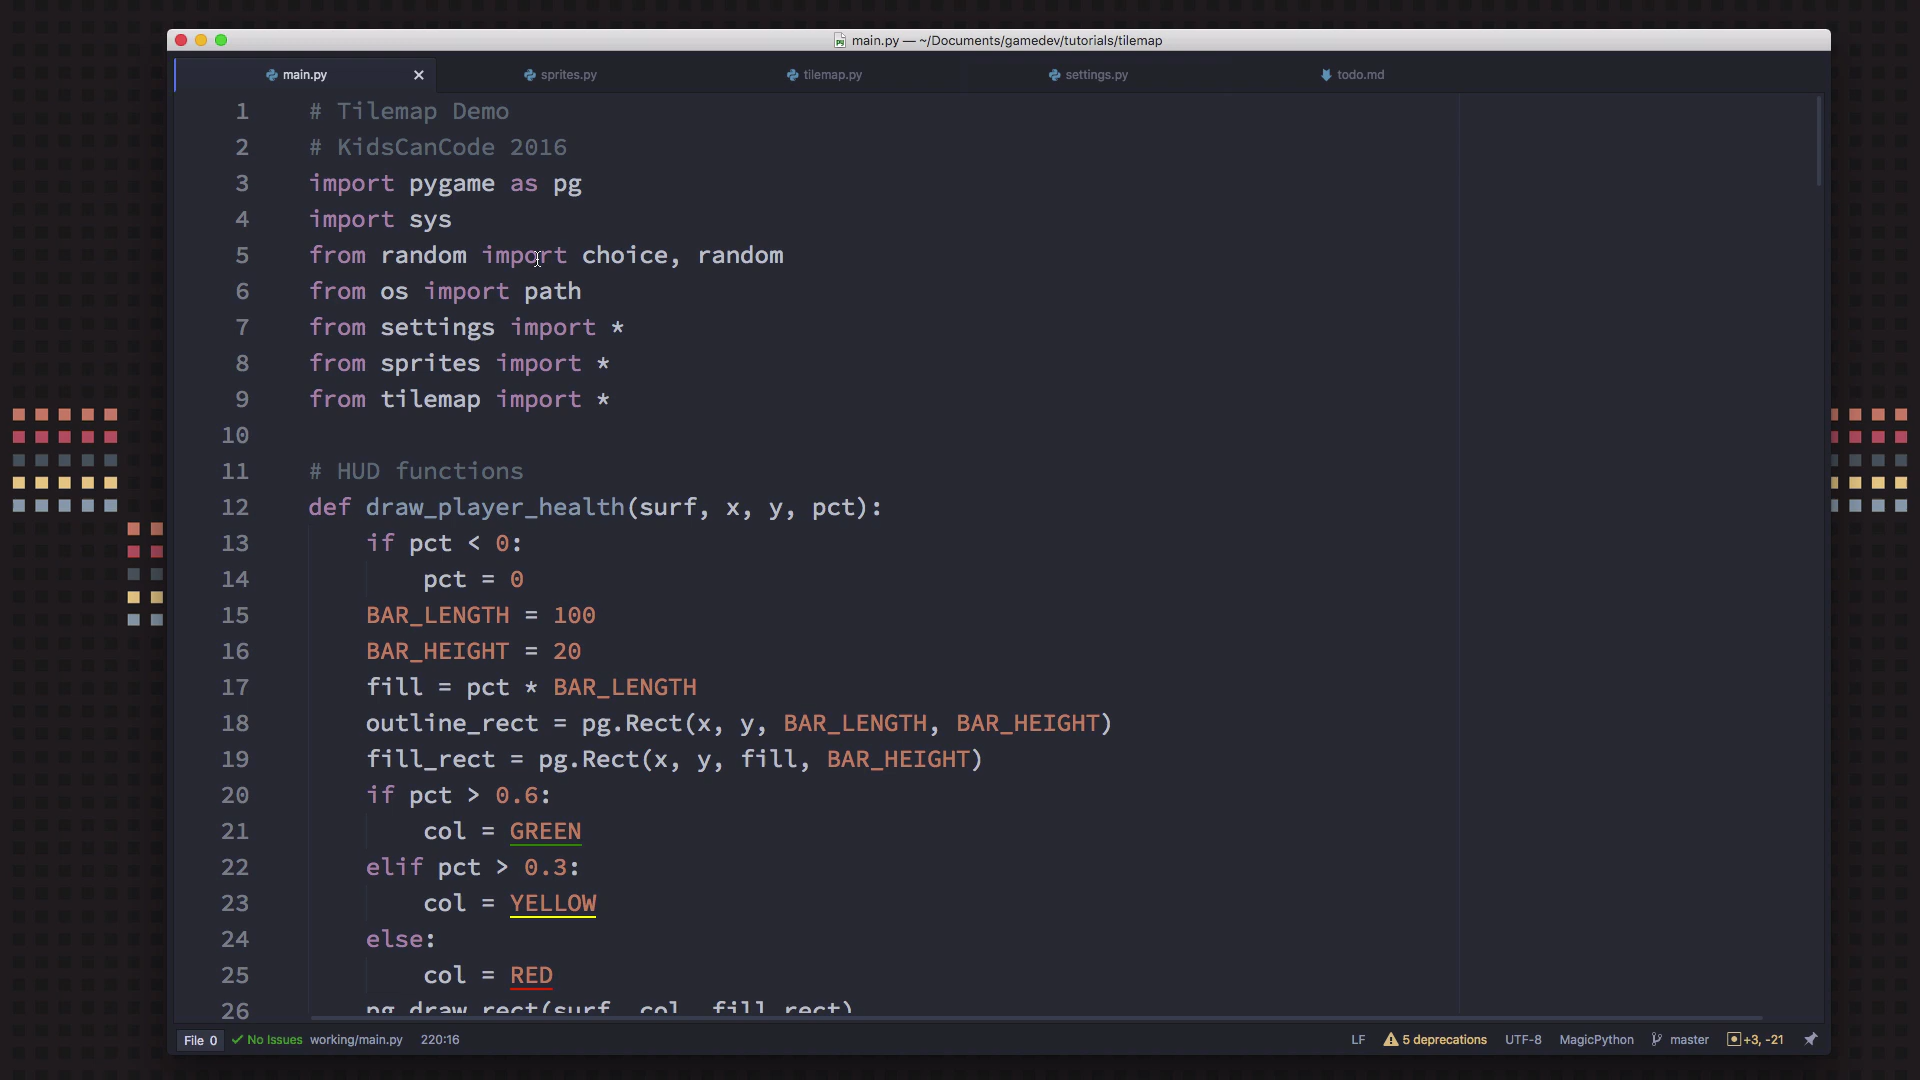 main.py — ~/Documents/gamedev/tutorials/tilemap
main.py sprites.py tilemap.py settings.py todo.md
1 # Tilemap Demo
2 # KidsCanCode 2016
3 import pygame as pg
4 import sys
5 from random import choice, random
6 from os import path
7 from settings import *
8 from sprites import *
9 from tilemap import *
10
11 # HUD functions
12 def draw_player_health(surf, x, y, pct):
13 if pct < 0:
14 pct = 0
15 BAR_LENGTH = 100
16 BAR_HEIGHT = 20
17 fill = pct * BAR_LENGTH
18 outline_rect = pg.Rect(x, y, BAR_LENGTH, BAR_HEIGHT)
19 fill_rect = pg.Rect(x, y, fill, BAR_HEIGHT)
20 if pct > 0.6:
21 col = GREEN
22 elif pct > 0.3:
23 col = YELLOW
24 else:
25 col = RED
26 pg.draw.rect(surf, col, fill_rect)
File 0 No Issues working/main.py 220:16 LF 5 deprecations UTF-8 MagicPython master +3, -21